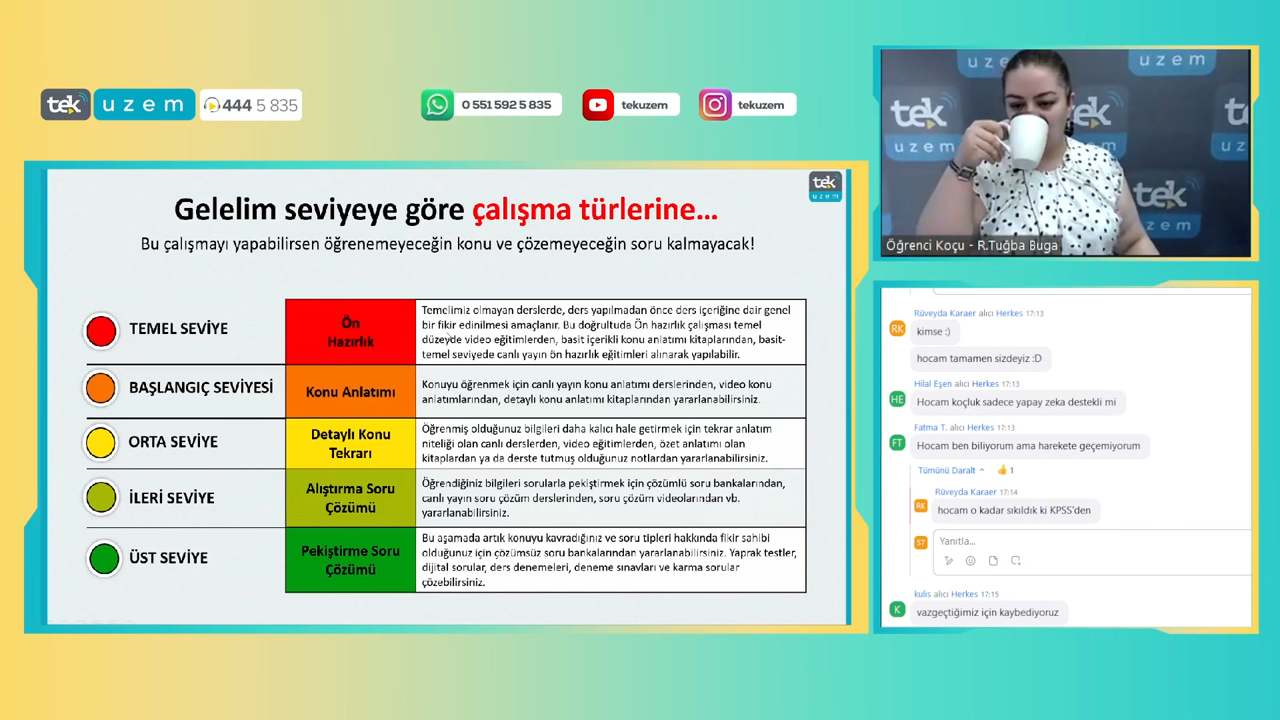 tek uzem 444 5 835
0 551 592 5 835
tekuzem
tekuzem
tek
uzem
Gelelim seviyeye göre çalışma türlerine...
Bu çalışmayı yapabilirsen öğrenemeyeceğin konu ve çözemeyeceğin soru kalmayacak!
TEMEL SEVİYE
Ön
Hazırlık
Temelimiz olmayan derslerde, ders yapılmadan önce ders içeriğine dair genel
bir fikir edinilmesi amaçlanır. Bu doğrultuda Ön hazırlık çalışması temel
düzeyde video eğitimlerden, basit içerikli konu anlatımı kitaplarından, basit-
temel seviyede canlı yayın ön hazırlık eğitimleri alınarak yapılabilir.
BAŞLANGIÇ SEVİYESİ
Konu Anlatımı
Konuyu öğrenmek için canlı yayın konu anlatımı derslerinden, video konu
anlatımlarından, detaylı konu anlatımı kitaplarından yararlanabilirsiniz.
ORTA SEVİYE
Detaylı Konu
Tekrarı
Öğrenmiş olduğunuz bilgileri daha kalıcı hale getirmek için tekrar anlatım
niteliği olan canlı derslerden, video eğitimlerden, özet anlatımı olan
kitaplardan ya da derste tutmuş olduğunuz notlardan yararlanabilirsiniz.
İLERİ SEVİYE
Alıştırma Soru
Çözümü
Öğrendiğiniz bilgileri sorularla pekiştirmek için çözümlü soru bankalarından,
canlı yayın soru çözüm derslerinden, soru çözüm videolarından vb.
yararlanabilirsiniz.
ÜST SEVİYE
Pekiştirme Soru
Çözümü
Bu aşamada artık konuyu kavradığınız ve soru tipleri hakkında fikir sahibi
olduğunuz için çözümsüz soru bankalarından yararlanabilirsiniz. Yaprak testler,
dijital sorular, ders denemeleri, deneme sınavları ve karma sorular
çözebilirsiniz.
tek
uzem
Öğrenci Koçu - R.Tuğba Buga
Rüveyda Karaer alıcı Herkes 17:13
RK kimse :)
hocam tamamen sizdeyiz :D
Hilal Eşen alıcı Herkes 17:13
HE Hocam koçluk sadece yapay zeka destekli mi
Fatma T. alıcı Herkes 17:13
FT Hocam ben biliyorum ama harekete geçemiyorum
Tümünü Daralt 1
Rüveyda Karaer 17:14
RK hocam o kadar sıkıldık ki KPSS'den
Yanıtla...
kulis alıcı Herkes 17:15
K vazgeçtiğimiz için kaybediyoruz